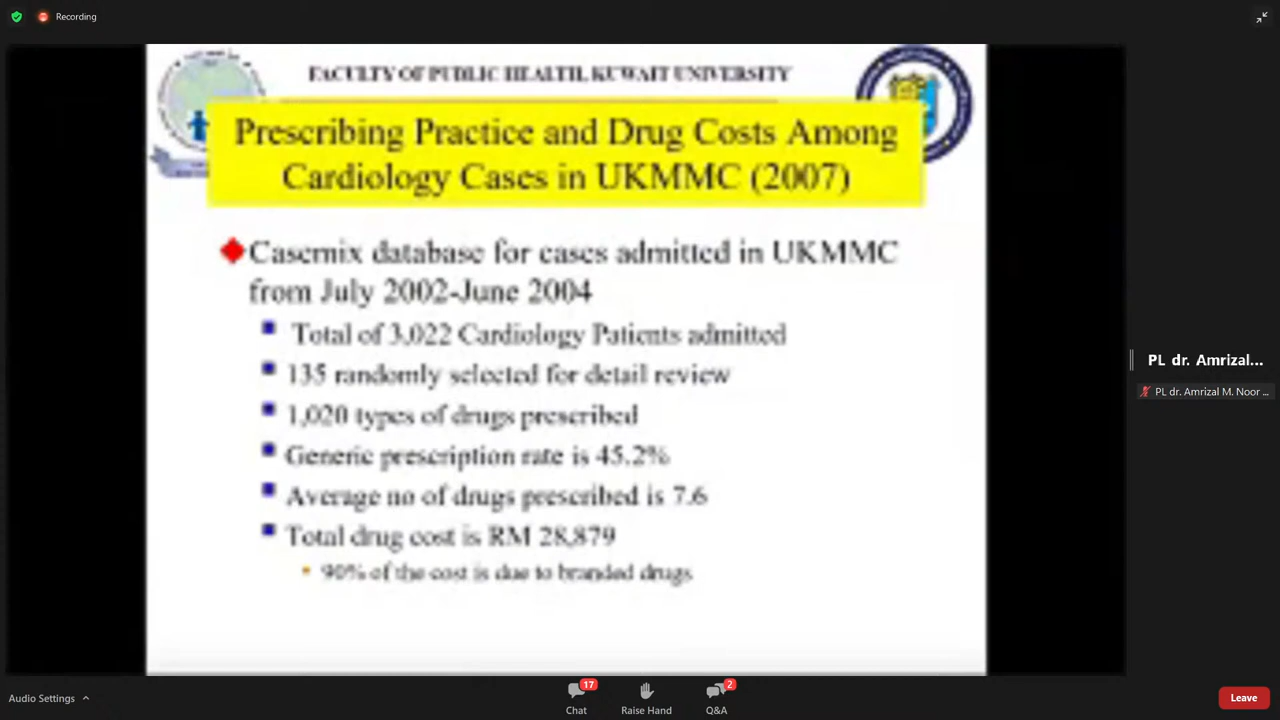 Recording
FACULTY OF PUBLIC HEALTH, KUWAIT UNIVERSITY
Prescribing Practice and Drug Costs Among
Cardiology Cases in UKMMC (2007)
Casemix database for cases admitted in UKMMC
from July 2002-June 2004
Total of 3,022 Cardiology Patients admitted
135 randomly selected for detail review
1,020 types of drugs prescribed
Generic prescription rate is 45.2%
Average no of drugs prescribed is 7.6
Total drug cost is RM 28,879
90% of the cost is due to branded drugs
PL dr. Amrizal...
PL dr. Amrizal M. Noor ...
Audio Settings
17
Chat
Raise Hand
2
Q&A
Leave